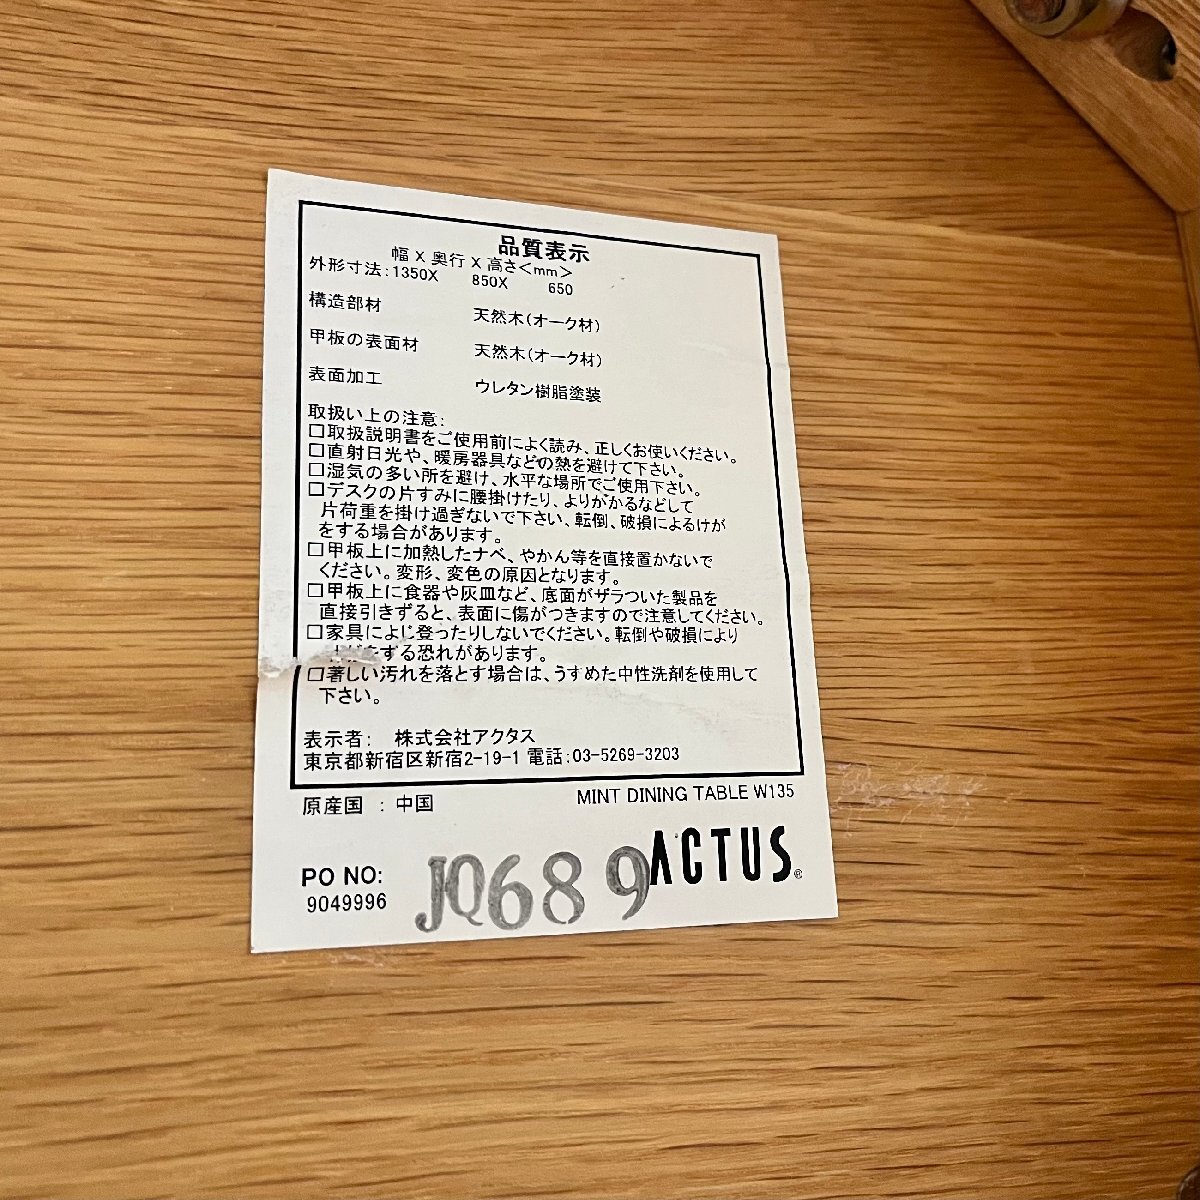 品質表示
幅 X 奥行 X 高さ<mm>
外形寸法:1350X 850X 650
構造部材 天然木(オーク材)
甲板の表面材 天然木(オーク材)
表面加工 ウレタン樹脂塗装
取扱い上の注意:
□取扱説明書をご使用前によく読み、正しくお使いください。
□直射日光や、暖房器具などの熱を避けて下さい。
□湿気の多い所を避け、水平な場所でご使用下さい。
□デスクの片すみに腰掛けたり、よりかかるなどして
片荷重を掛け過ぎないで下さい、転倒、破損によるけが
をする場合があります。
□甲板上に加熱したナベ、やかん等を直接置かないで
ください。変形、変色の原因となります。
□甲板上に食器や灰皿など、底面がザラついた製品を
直接引きずると、表面に傷がつきますので注意してください。
□家具によじ登ったりしないでください。転倒や破損により
をする恐れがあります。
□著しい汚れを落とす場合は、うすめた中性洗剤を使用して
下さい。
表示者: 株式会社アクタス
東京都新宿区新宿2-19-1 電話:03-5269-3203
原産国 : 中国 MINT DINING TABLE W135
ACTUS®
PO NO: JQ689
9049996